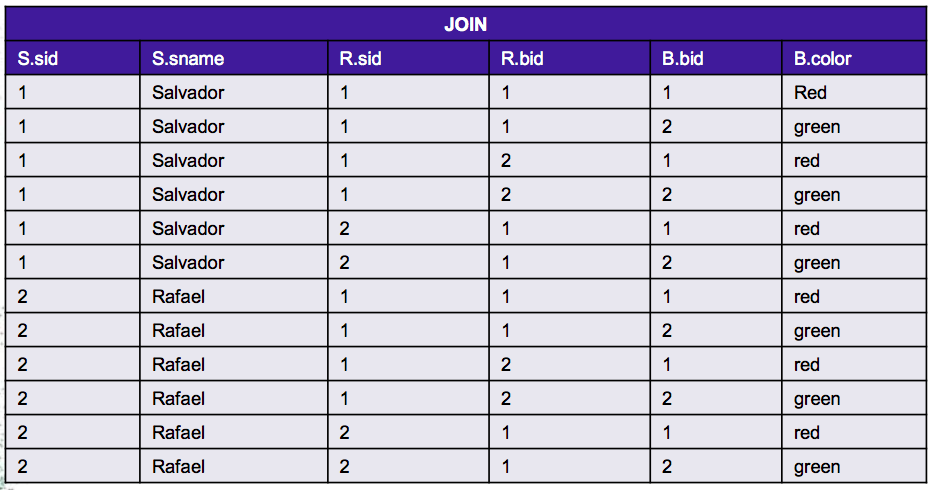 JOIN
S.sid S.sname R.sid R.bid B.bid B.color
1 Salvador 1 1 1 Red
1 Salvador 1 1 2 green
1 Salvador 1 2 1 red
1 Salvador 1 2 2 green
1 Salvador 2 1 1 red
1 Salvador 2 1 2 green
2 Rafael 1 1 1 red
2 Rafael 1 1 2 green
2 Rafael 1 2 1 red
2 Rafael 1 2 2 green
2 Rafael 2 1 1 red
2 Rafael 2 1 2 green